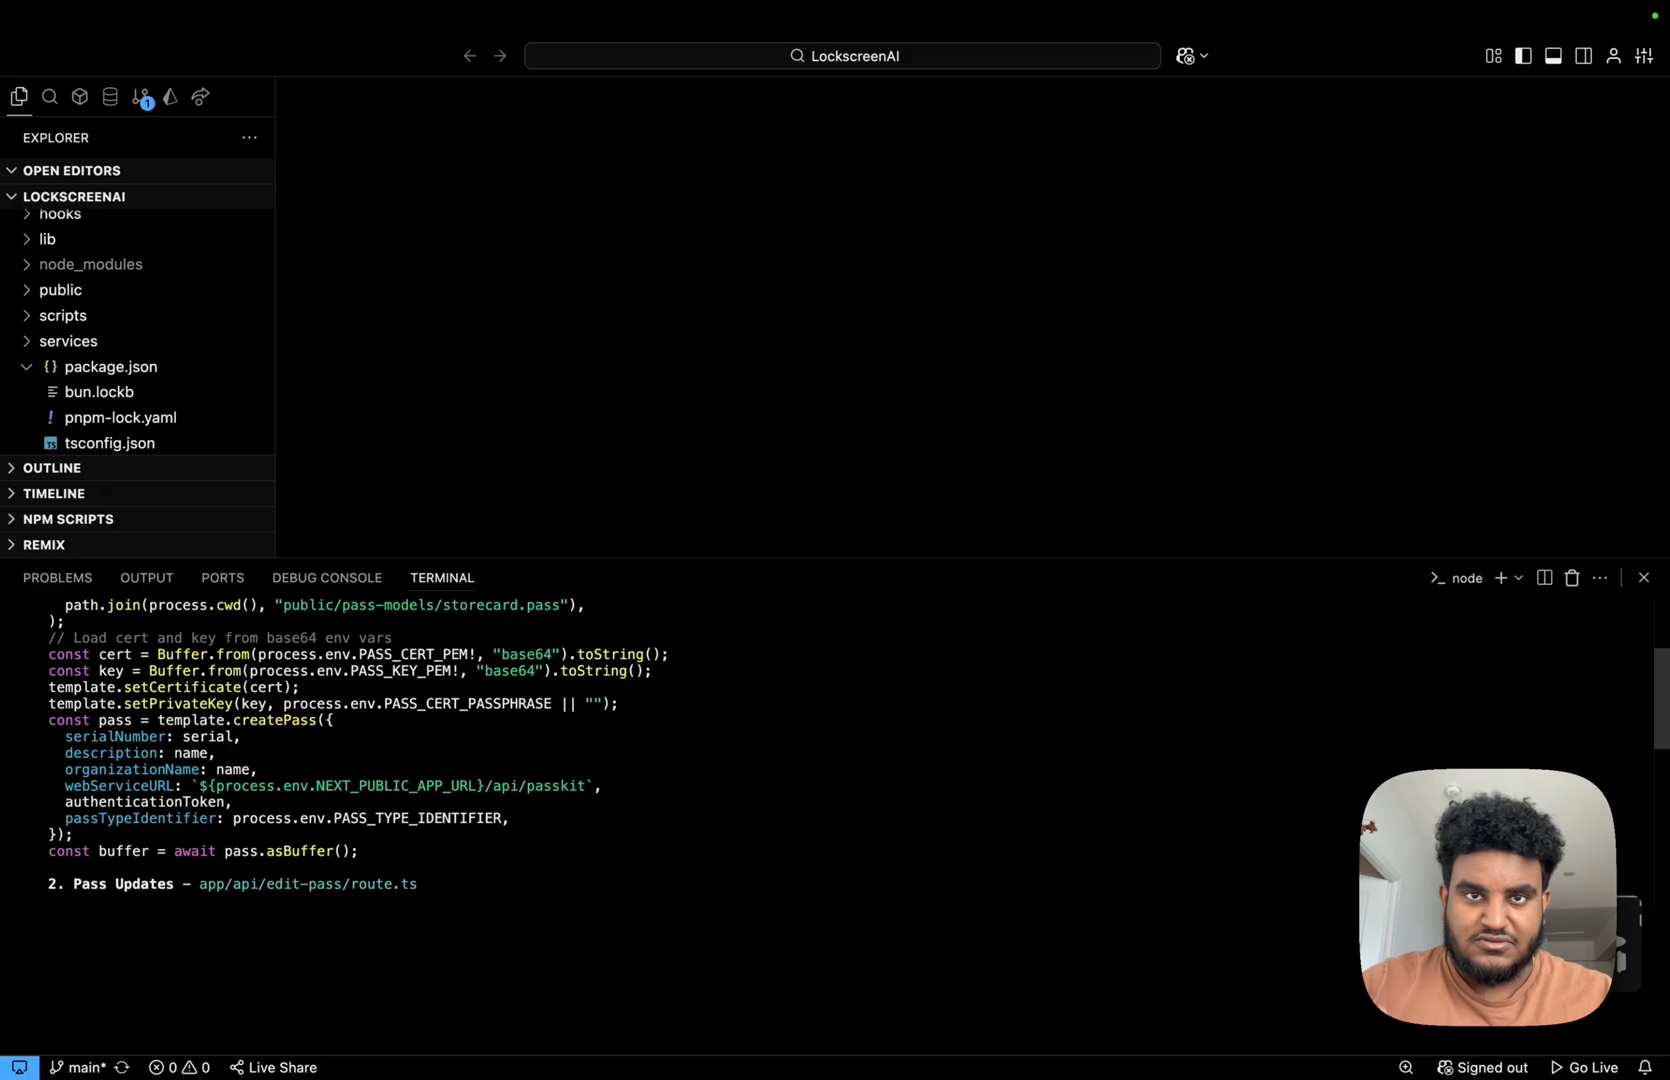 LockscreenAI
1
EXPLORER
OPEN EDITORS
LOCKSCREENAI
hooks
lib
node_modules
public
scripts
services
{} package.json
bun.lockb
! pnpm-lock.yaml
TS tsconfig.json
OUTLINE
TIMELINE
NPM SCRIPTS
REMIX
PROBLEMS OUTPUT PORTS DEBUG CONSOLE TERMINAL
node
path.join(process.cwd(), "public/pass-models/storecard.pass"),
);
// Load cert and key from base64 env vars
const cert = Buffer.from(process.env.PASS_CERT_PEM!, "base64").toString();
const key = Buffer.from(process.env.PASS_KEY_PEM!, "base64").toString();
template.setCertificate(cert);
template.setPrivateKey(key, process.env.PASS_CERT_PASSPHRASE || "");
const pass = template.createPass({
serialNumber: serial,
description: name,
organizationName: name,
webServiceURL: `${process.env.NEXT_PUBLIC_APP_URL}/api/passkit`,
authenticationToken,
passTypeIdentifier: process.env.PASS_TYPE_IDENTIFIER,
});
const buffer = await pass.asBuffer();
2. Pass Updates - app/api/edit-pass/route.ts
main* 0 0 Live Share
Signed out Go Live